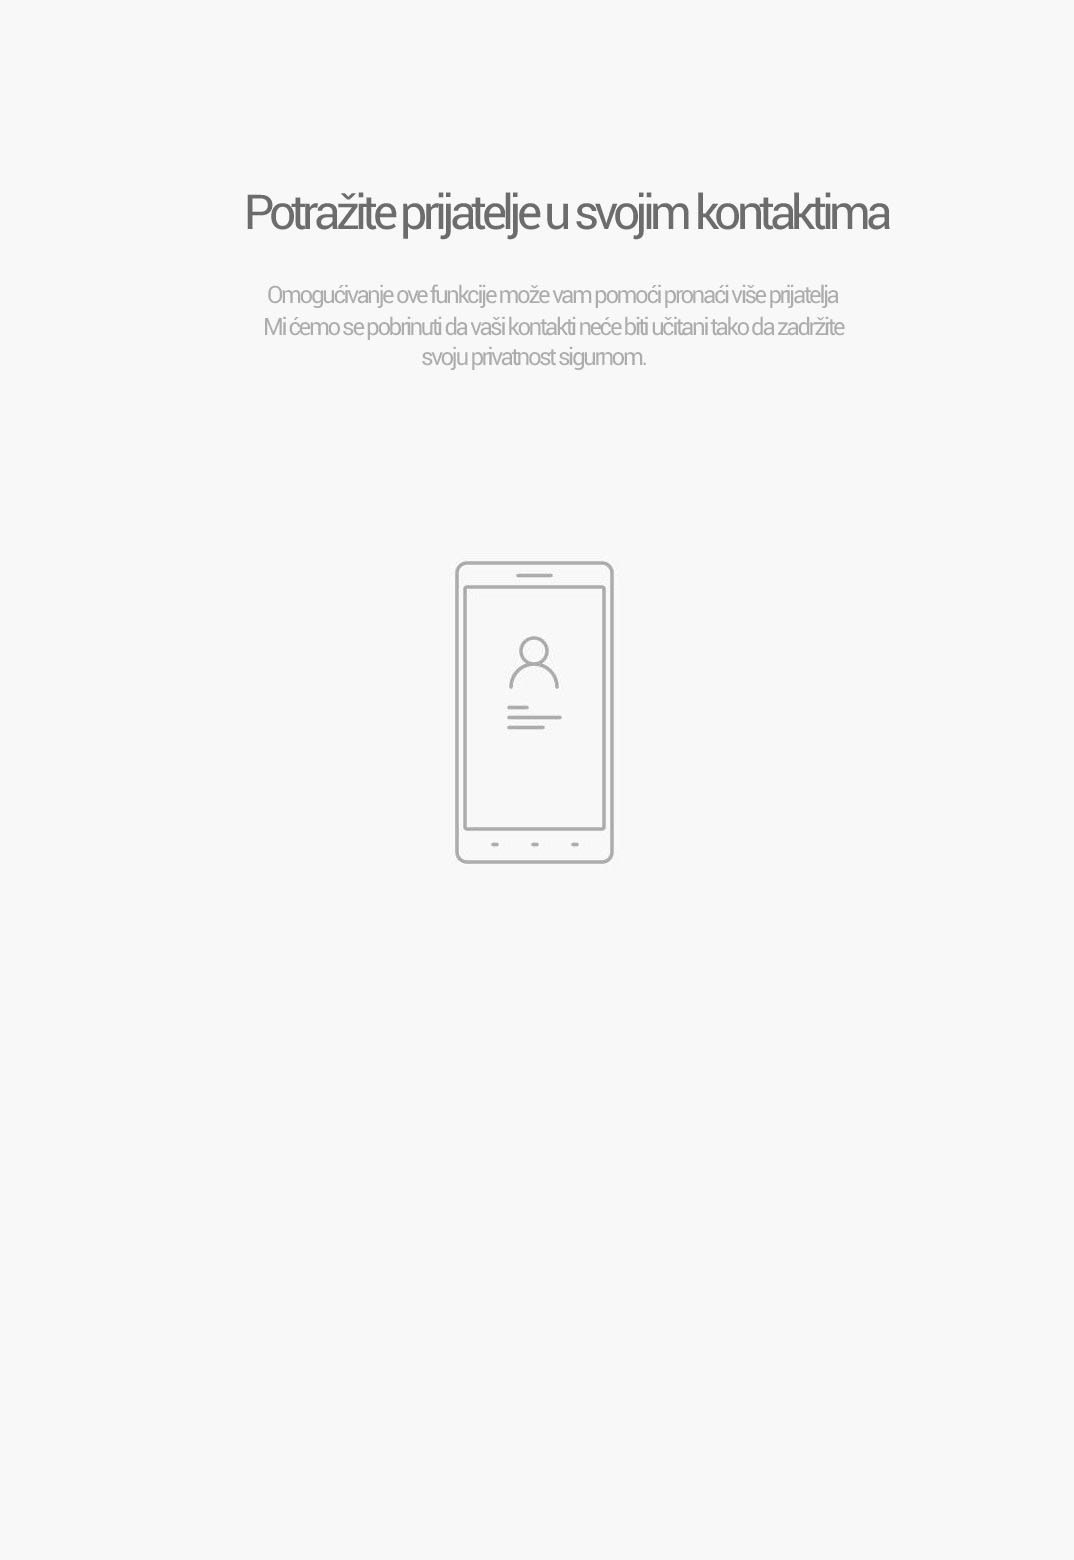 Potražite prijatelje u svojim kontaktima
Omogućivanje ove funkcije može vam pomoći pronaći više prijatelja
Mi ćemo se pobrinuti da vaši kontakti neće biti učitani tako da zadržite
svoju privatnost sigurnom.